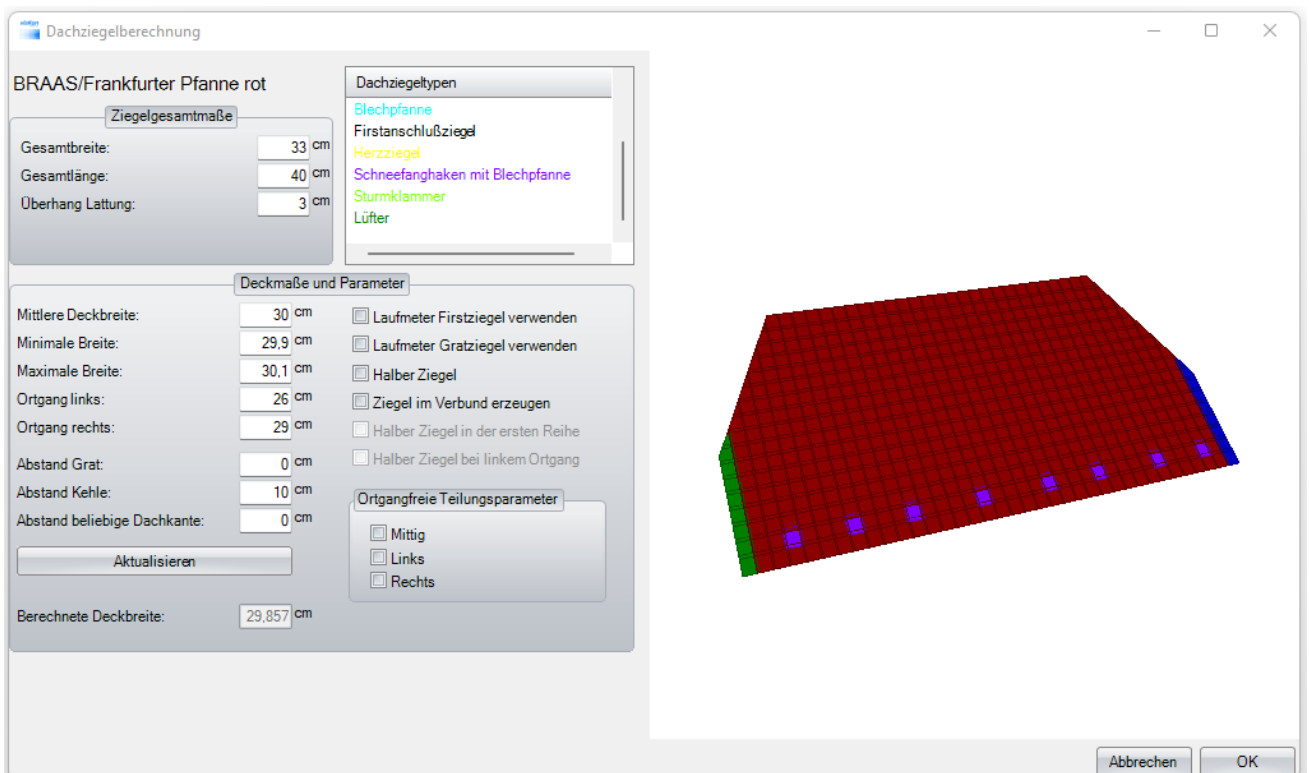 Dachziegelberechnung
BRAAS/Frankfurter Pfanne rot
Ziegelgesamtmaße
Gesamtbreite: 33 cm
Gesamtlänge: 40 cm
Überhang Lattung: 3 cm
Dachziegeltypen
Blechpfanne
Firstanschlußziegel
Herzziegel
Schneefanghaken mit Blechpfanne
Sturmklammer
Lüfter
Deckmaße und Parameter
Mittlere Deckbreite: 30 cm
Minimale Breite: 29,9 cm
Maximale Breite: 30,1 cm
Ortgang links: 26 cm
Ortgang rechts: 29 cm
Abstand Grat: 0 cm
Abstand Kehle: 10 cm
Abstand beliebige Dachkante: 0 cm
Aktualisieren
Berechnete Deckbreite: 29,857 cm
Laufmeter Firstziegel verwenden
Laufmeter Gratziegel verwenden
Halber Ziegel
Ziegel im Verbund erzeugen
Halber Ziegel in der ersten Reihe
Halber Ziegel bei linkem Ortgang
Ortgangfreie Teilungsparameter
Mittig
Links
Rechts
Abbrechen
OK